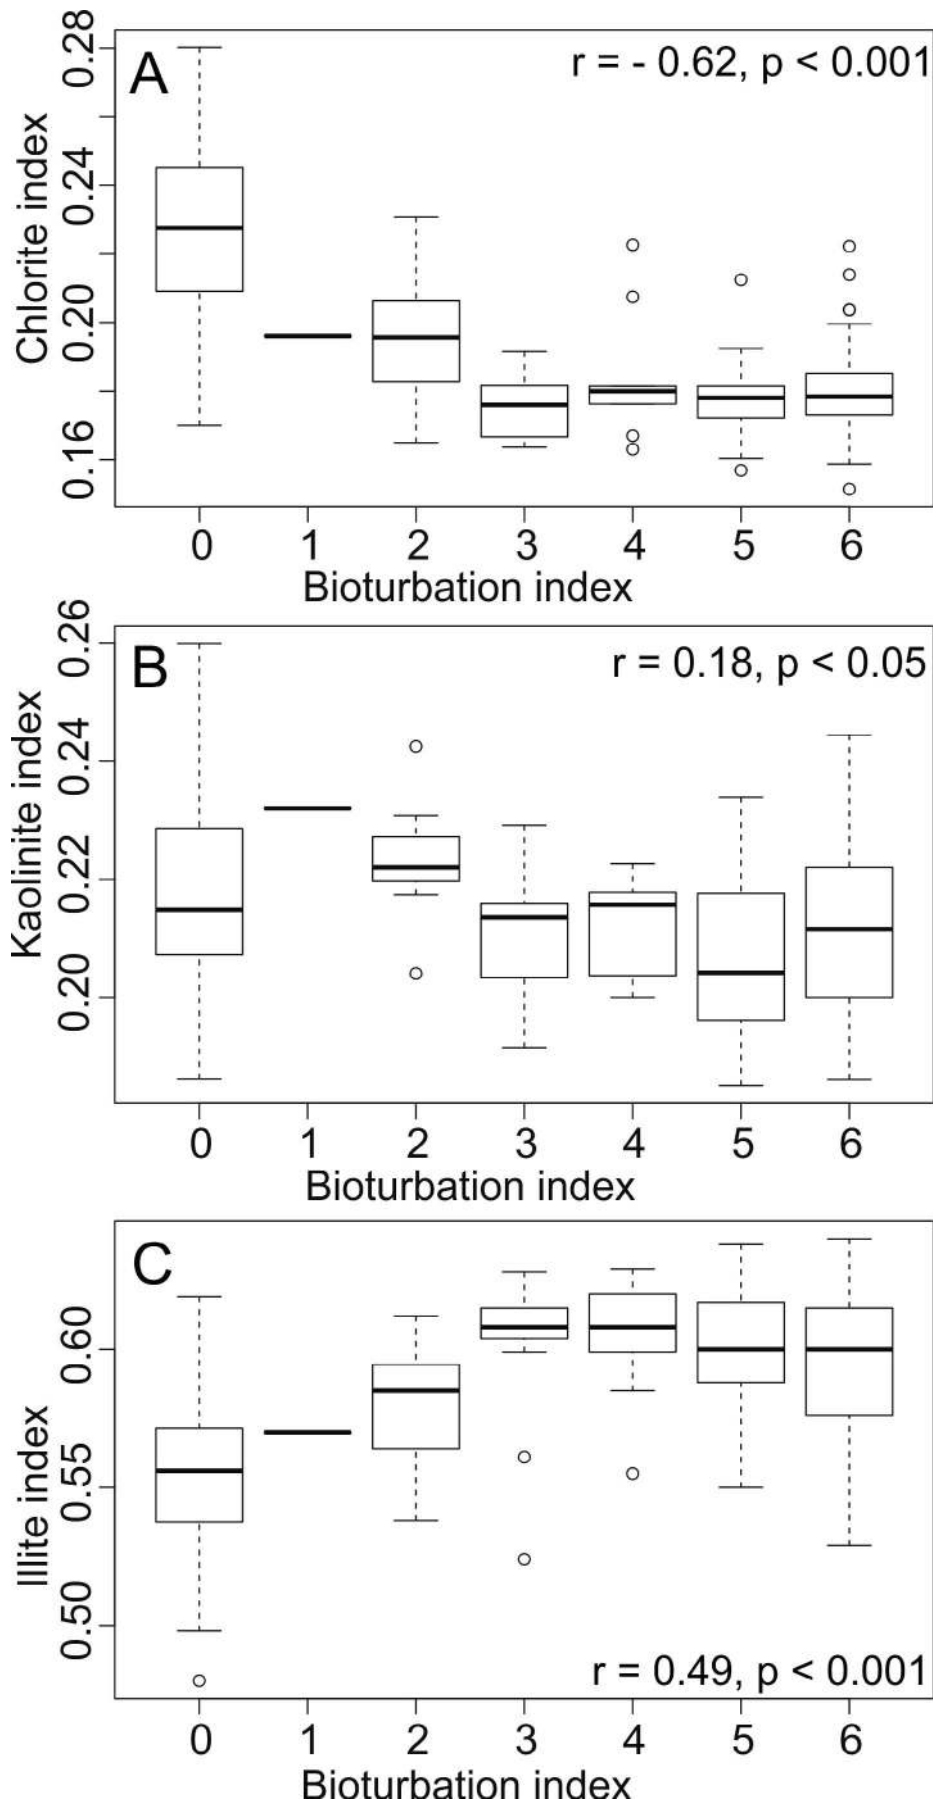 A
r = - 0.62, p < 0.001
Chlorite index
0.28
0.24
0.20
0.16
0 1 2 3 4 5 6
Bioturbation index
B
r = 0.18, p < 0.05
Kaolinite index
0.26
0.24
0.22
0.20
0 1 2 3 4 5 6
Bioturbation index
C
Illite index
0.60
0.55
0.50
r = 0.49, p < 0.001
0 1 2 3 4 5 6
Bioturbation index